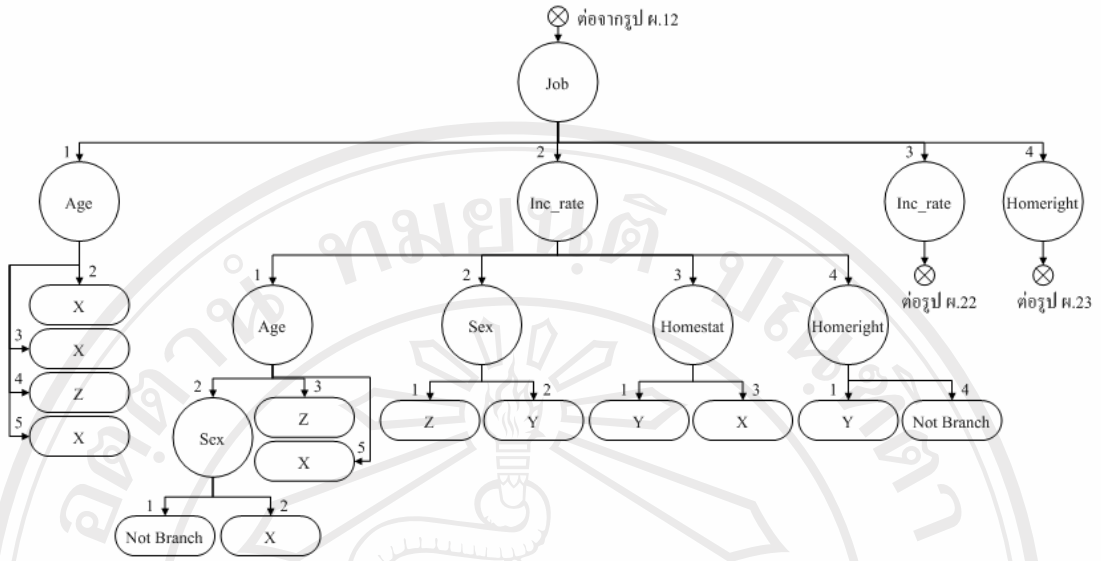 ต่อจากรูป ผ.12
Job
1 2 3 4
Age Inc_rate Inc_rate Homeright
ต่อรูป ผ.22 ต่อรูป ผ.23
2
X
3
X
4
Z
5
X
1 2 3 4
Age Sex Homestat Homeright
2 3
Sex
Z
X 5
1 2
Not Branch X
1 2
Z Y
1 3
Y X
1 4
Y Not Branch